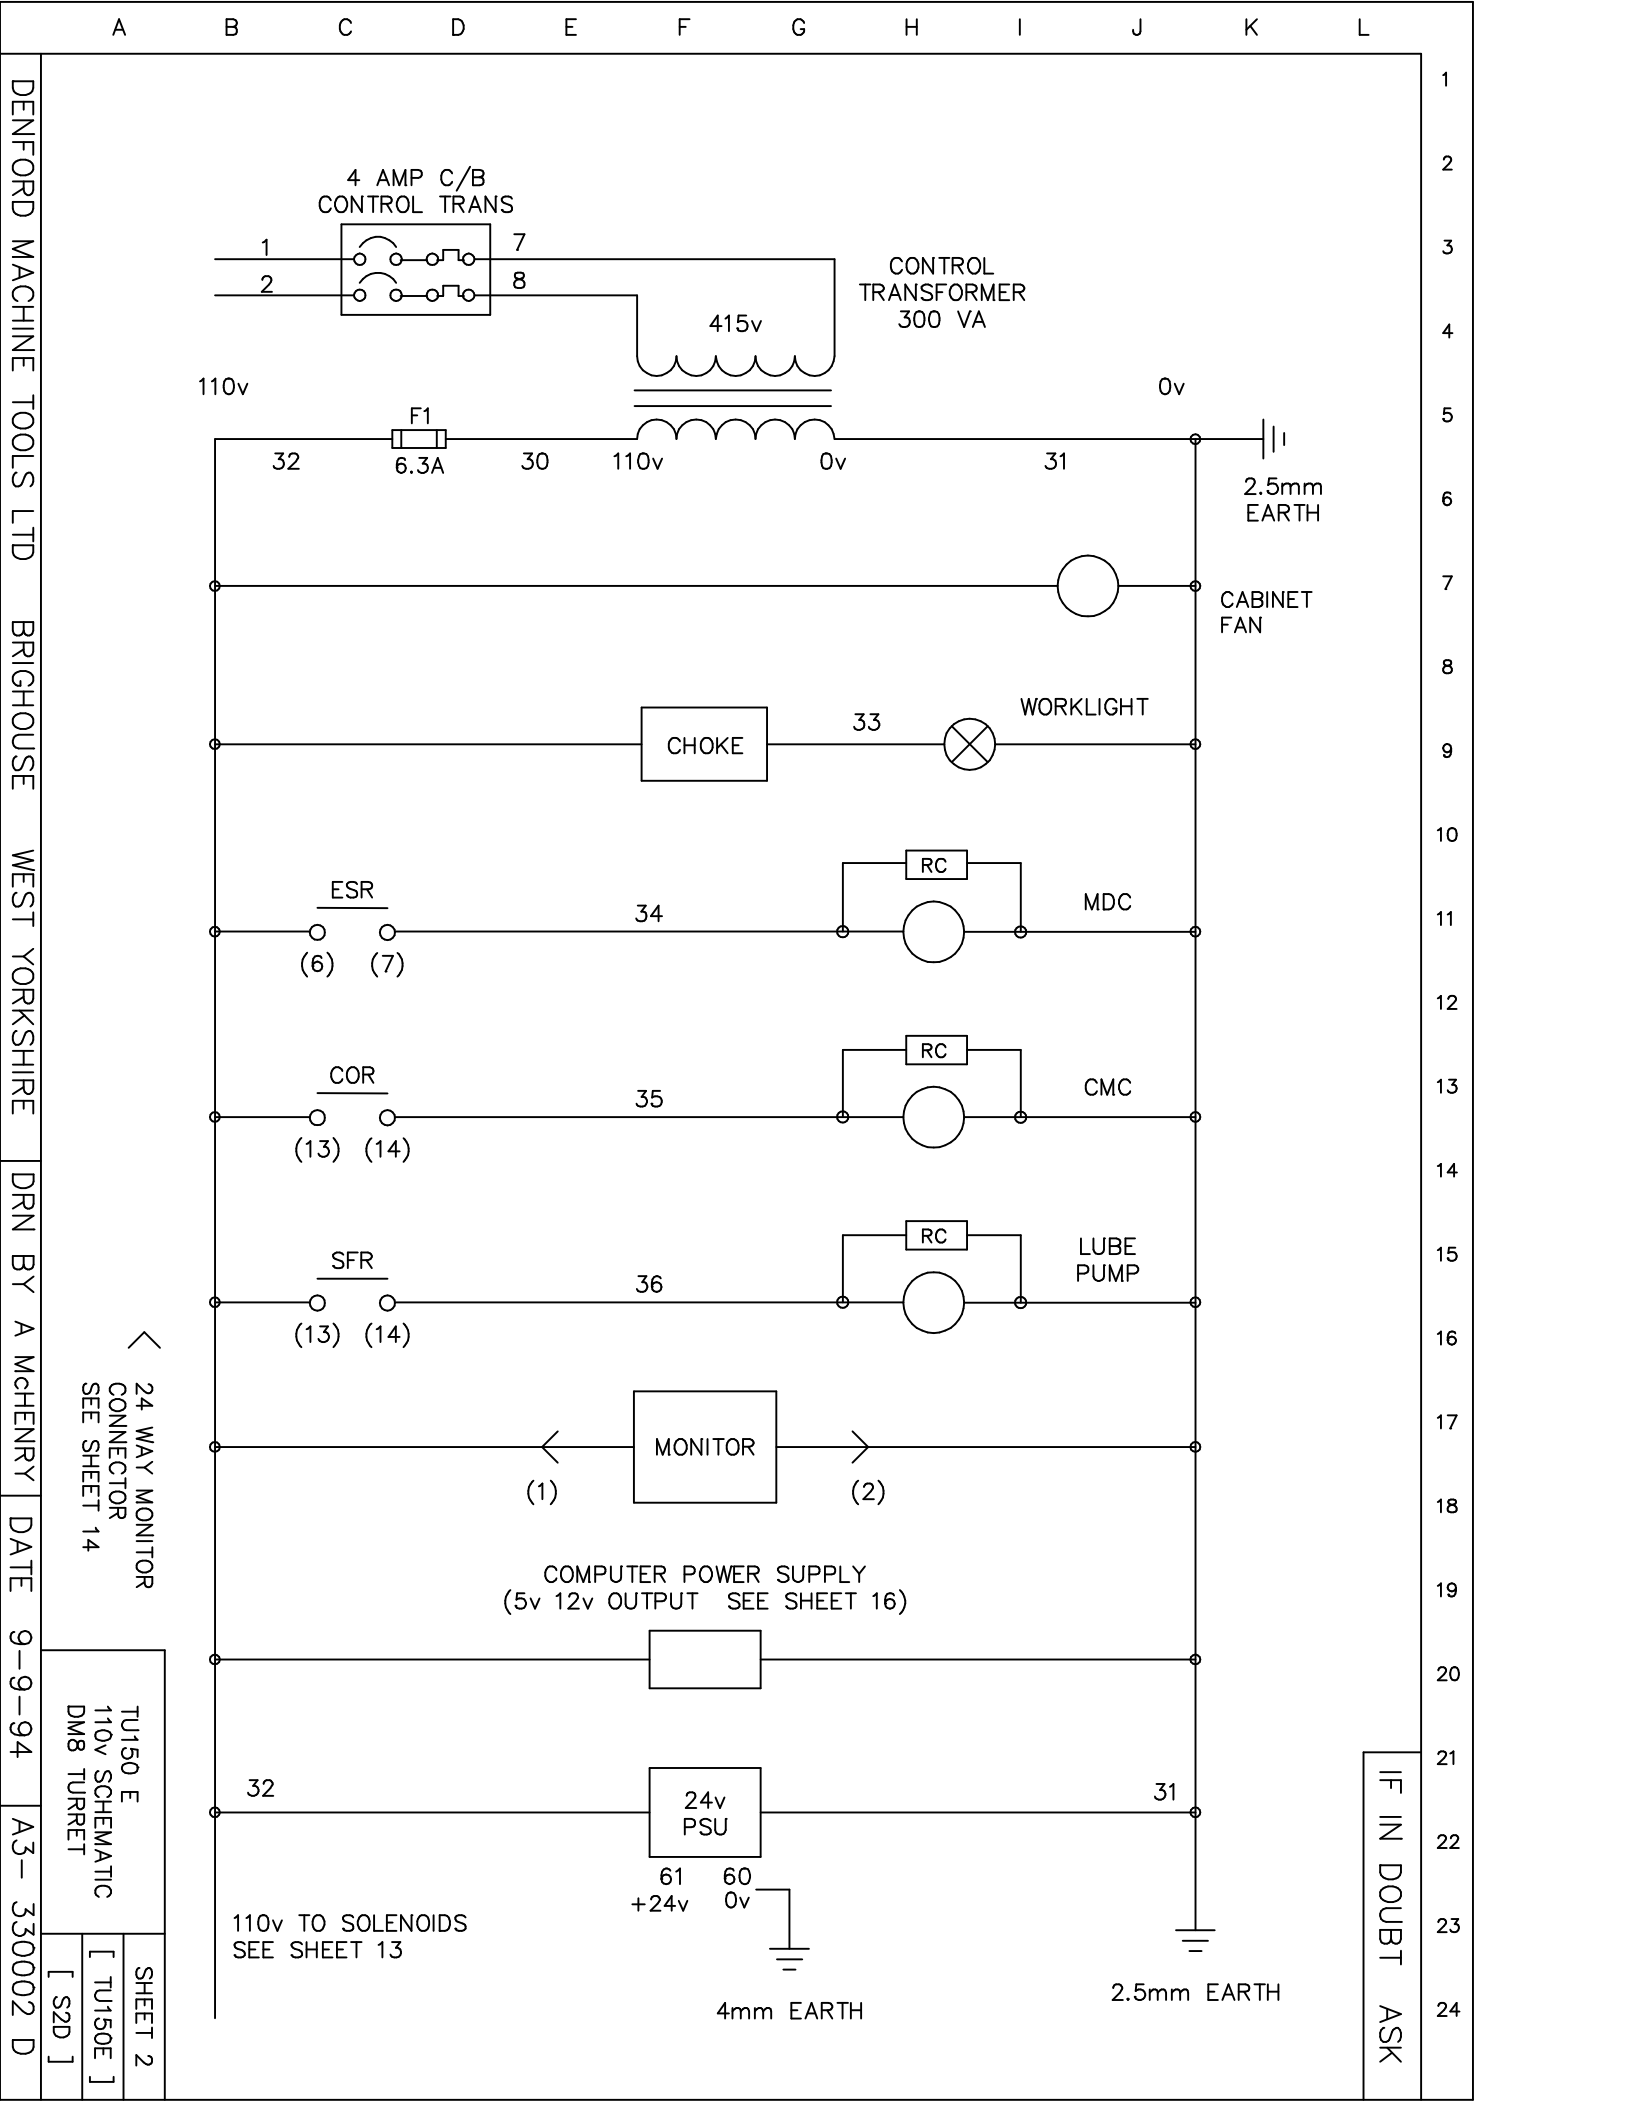 A B C D E F G H I J K L
1
2
3
4
5
6
7
8
9
10
11
12
13
14
15
16
17
18
19
20
21
22
23
24
4 AMP C/B
CONTROL TRANS
1
2
7
8
CONTROL
TRANSFORMER
300 VA
415v
110v
0v
F1
6.3A
32
30
110v
0v
31
2.5mm
EARTH
CABINET
FAN
WORKLIGHT
CHOKE
33
RC
ESR
34
MDC
(6) (7)
RC
COR
35
CMC
(13) (14)
RC
SFR
36
LUBE
PUMP
(13) (14)
MONITOR
(1)
(2)
COMPUTER POWER SUPPLY
(5v 12v OUTPUT SEE SHEET 16)
32
24v
PSU
31
61 60
+24v 0v
110v TO SOLENOIDS
SEE SHEET 13
4mm EARTH
2.5mm EARTH
24 WAY MONITOR
CONNECTOR
SEE SHEET 14
TU150 E
110v SCHEMATIC
DM8 TURRET
SHEET 2
[ TU150E ]
[ S2D ]
DENFORD MACHINE TOOLS LTD BRIGHOUSE WEST YORKSHIRE
DRN BY A McHENRY
DATE 9-9-94
A3- 330002 D
IF IN DOUBT ASK